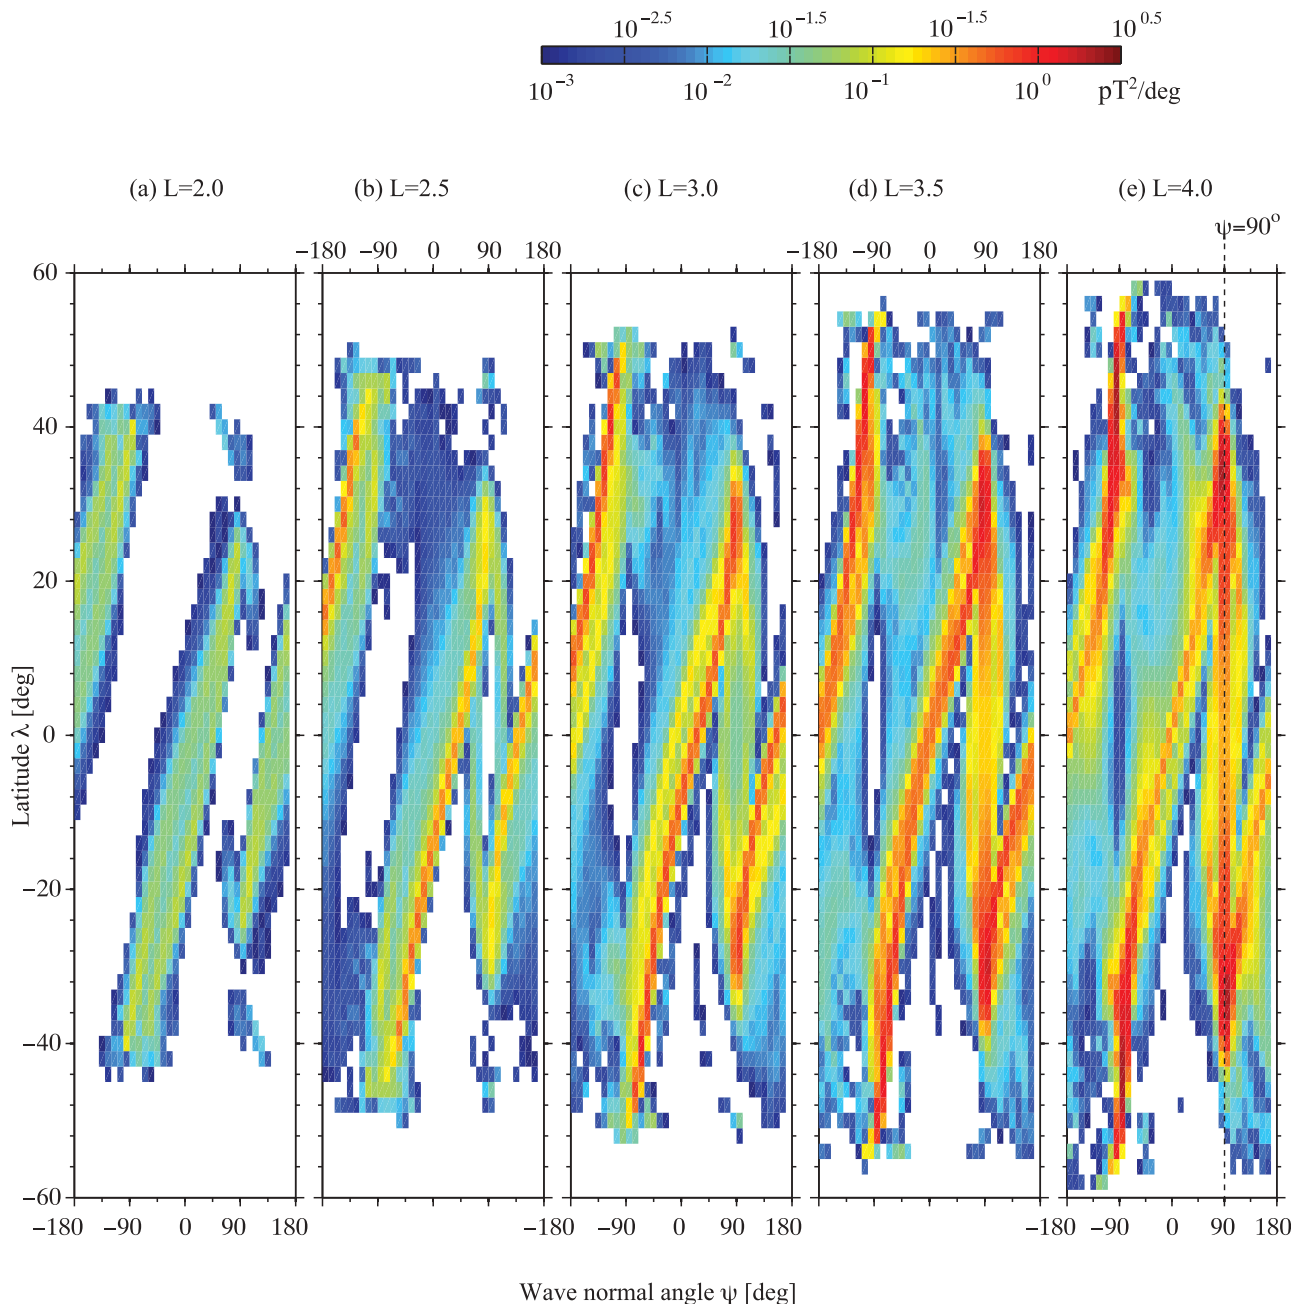 10^−2.5 10^−1.5 10^−1.5 10^0.5
10^−3 10^−2 10^−1 10^0 pT^2/deg
(a) L=2.0 (b) L=2.5 (c) L=3.0 (d) L=3.5 (e) L=4.0
ψ=90^o
−180 −90 0 90 180 −180 −90 0 90 180
60
40
20
0
−20
−40
−60
Latitude λ [deg]
−180 −90 0 90 180 −180 −90 0 90 180 −180 −90 0 90 180
Wave normal angle ψ [deg]